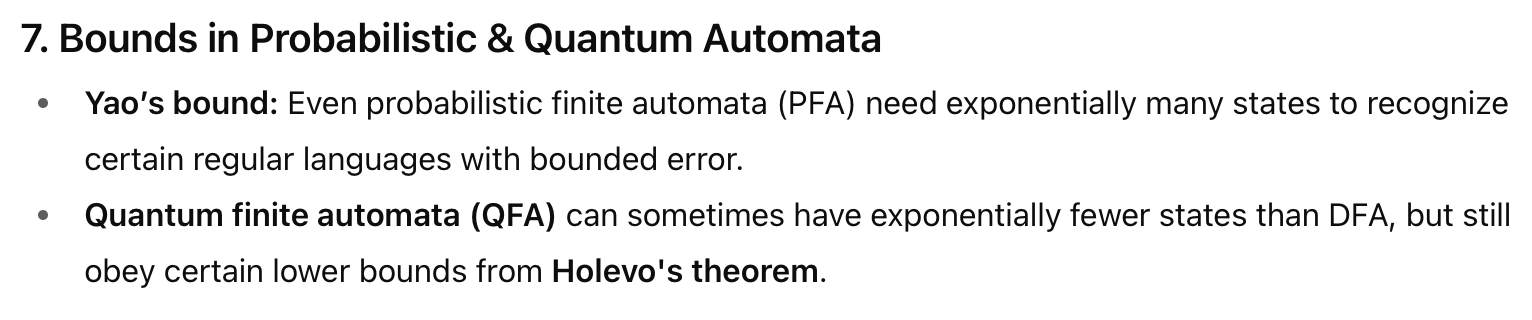 7. Bounds in Probabilistic & Quantum Automata
• Yao’s bound: Even probabilistic finite automata (PFA) need exponentially many states to recognize
certain regular languages with bounded error.
• Quantum finite automata (QFA) can sometimes have exponentially fewer states than DFA, but still
obey certain lower bounds from Holevo's theorem.